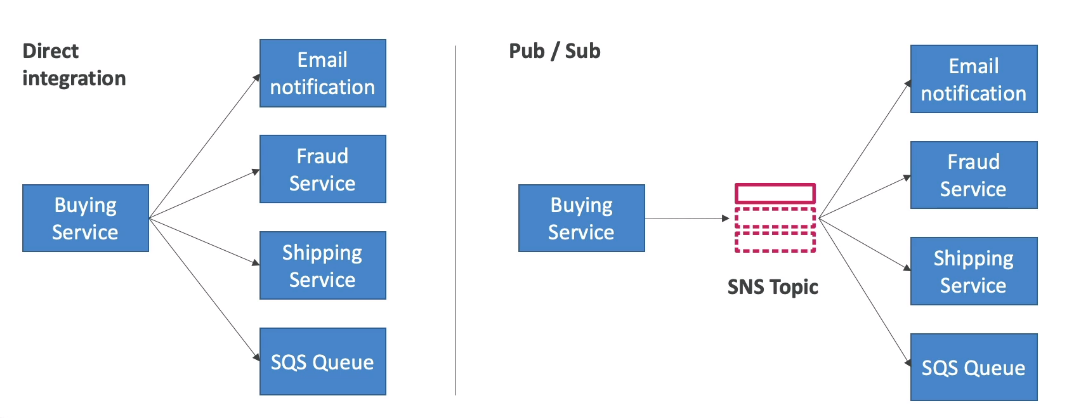 Direct
integration
Email
notification
Fraud
Service
Buying
Service
Shipping
Service
SQS Queue
Pub / Sub
Buying
Service
SNS Topic
Email
notification
Fraud
Service
Shipping
Service
SQS Queue